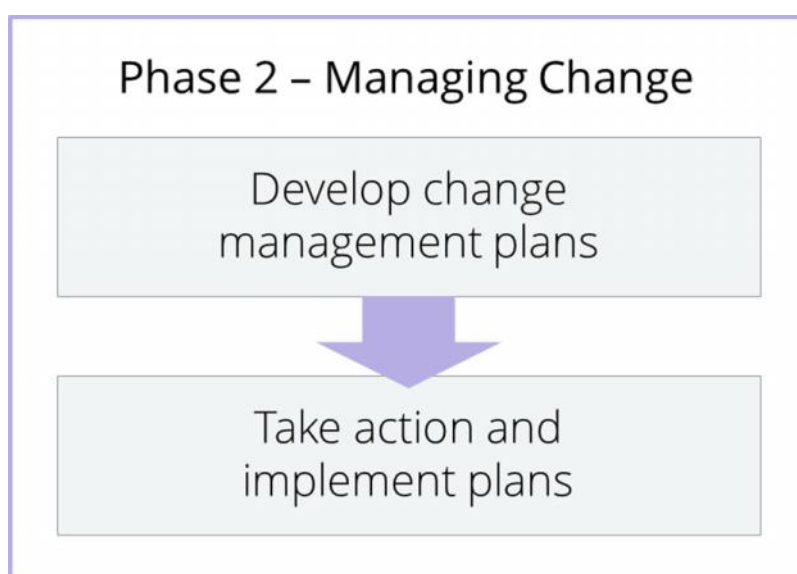 Phase 2 – Managing Change
Develop change
management plans
Take action and
implement plans